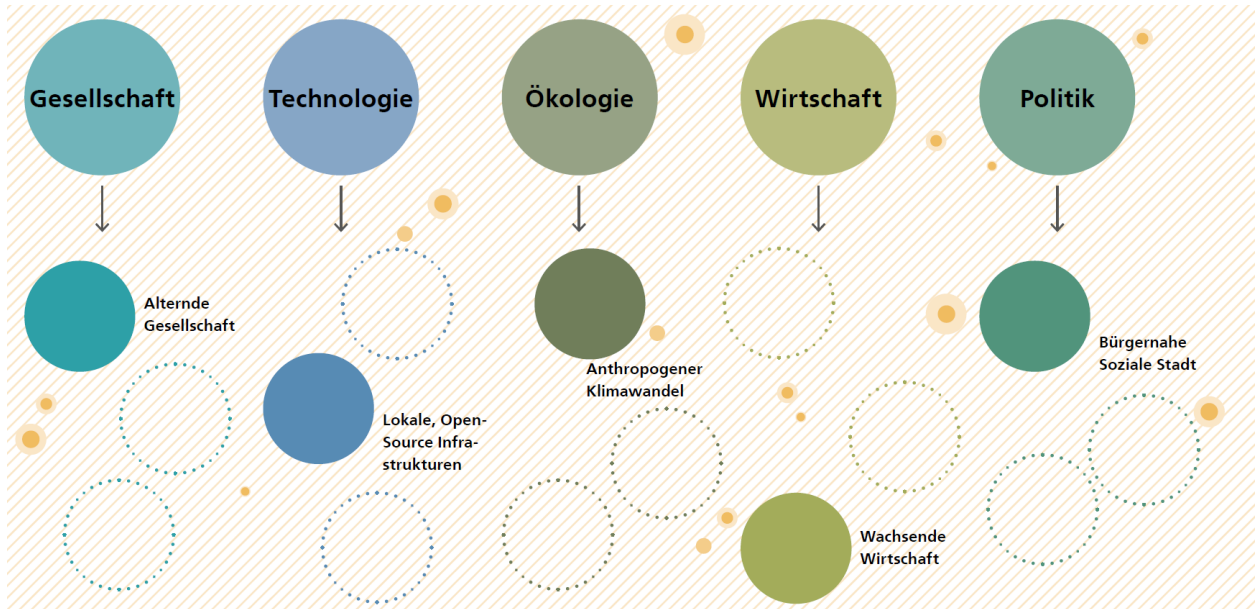 Gesellschaft
Technologie
Ökologie
Wirtschaft
Politik
Alternde
Gesellschaft
Lokale, Open-
Source Infra-
strukturen
Anthropogener
Klimawandel
Wachsende
Wirtschaft
Bürgernahe
Soziale Stadt